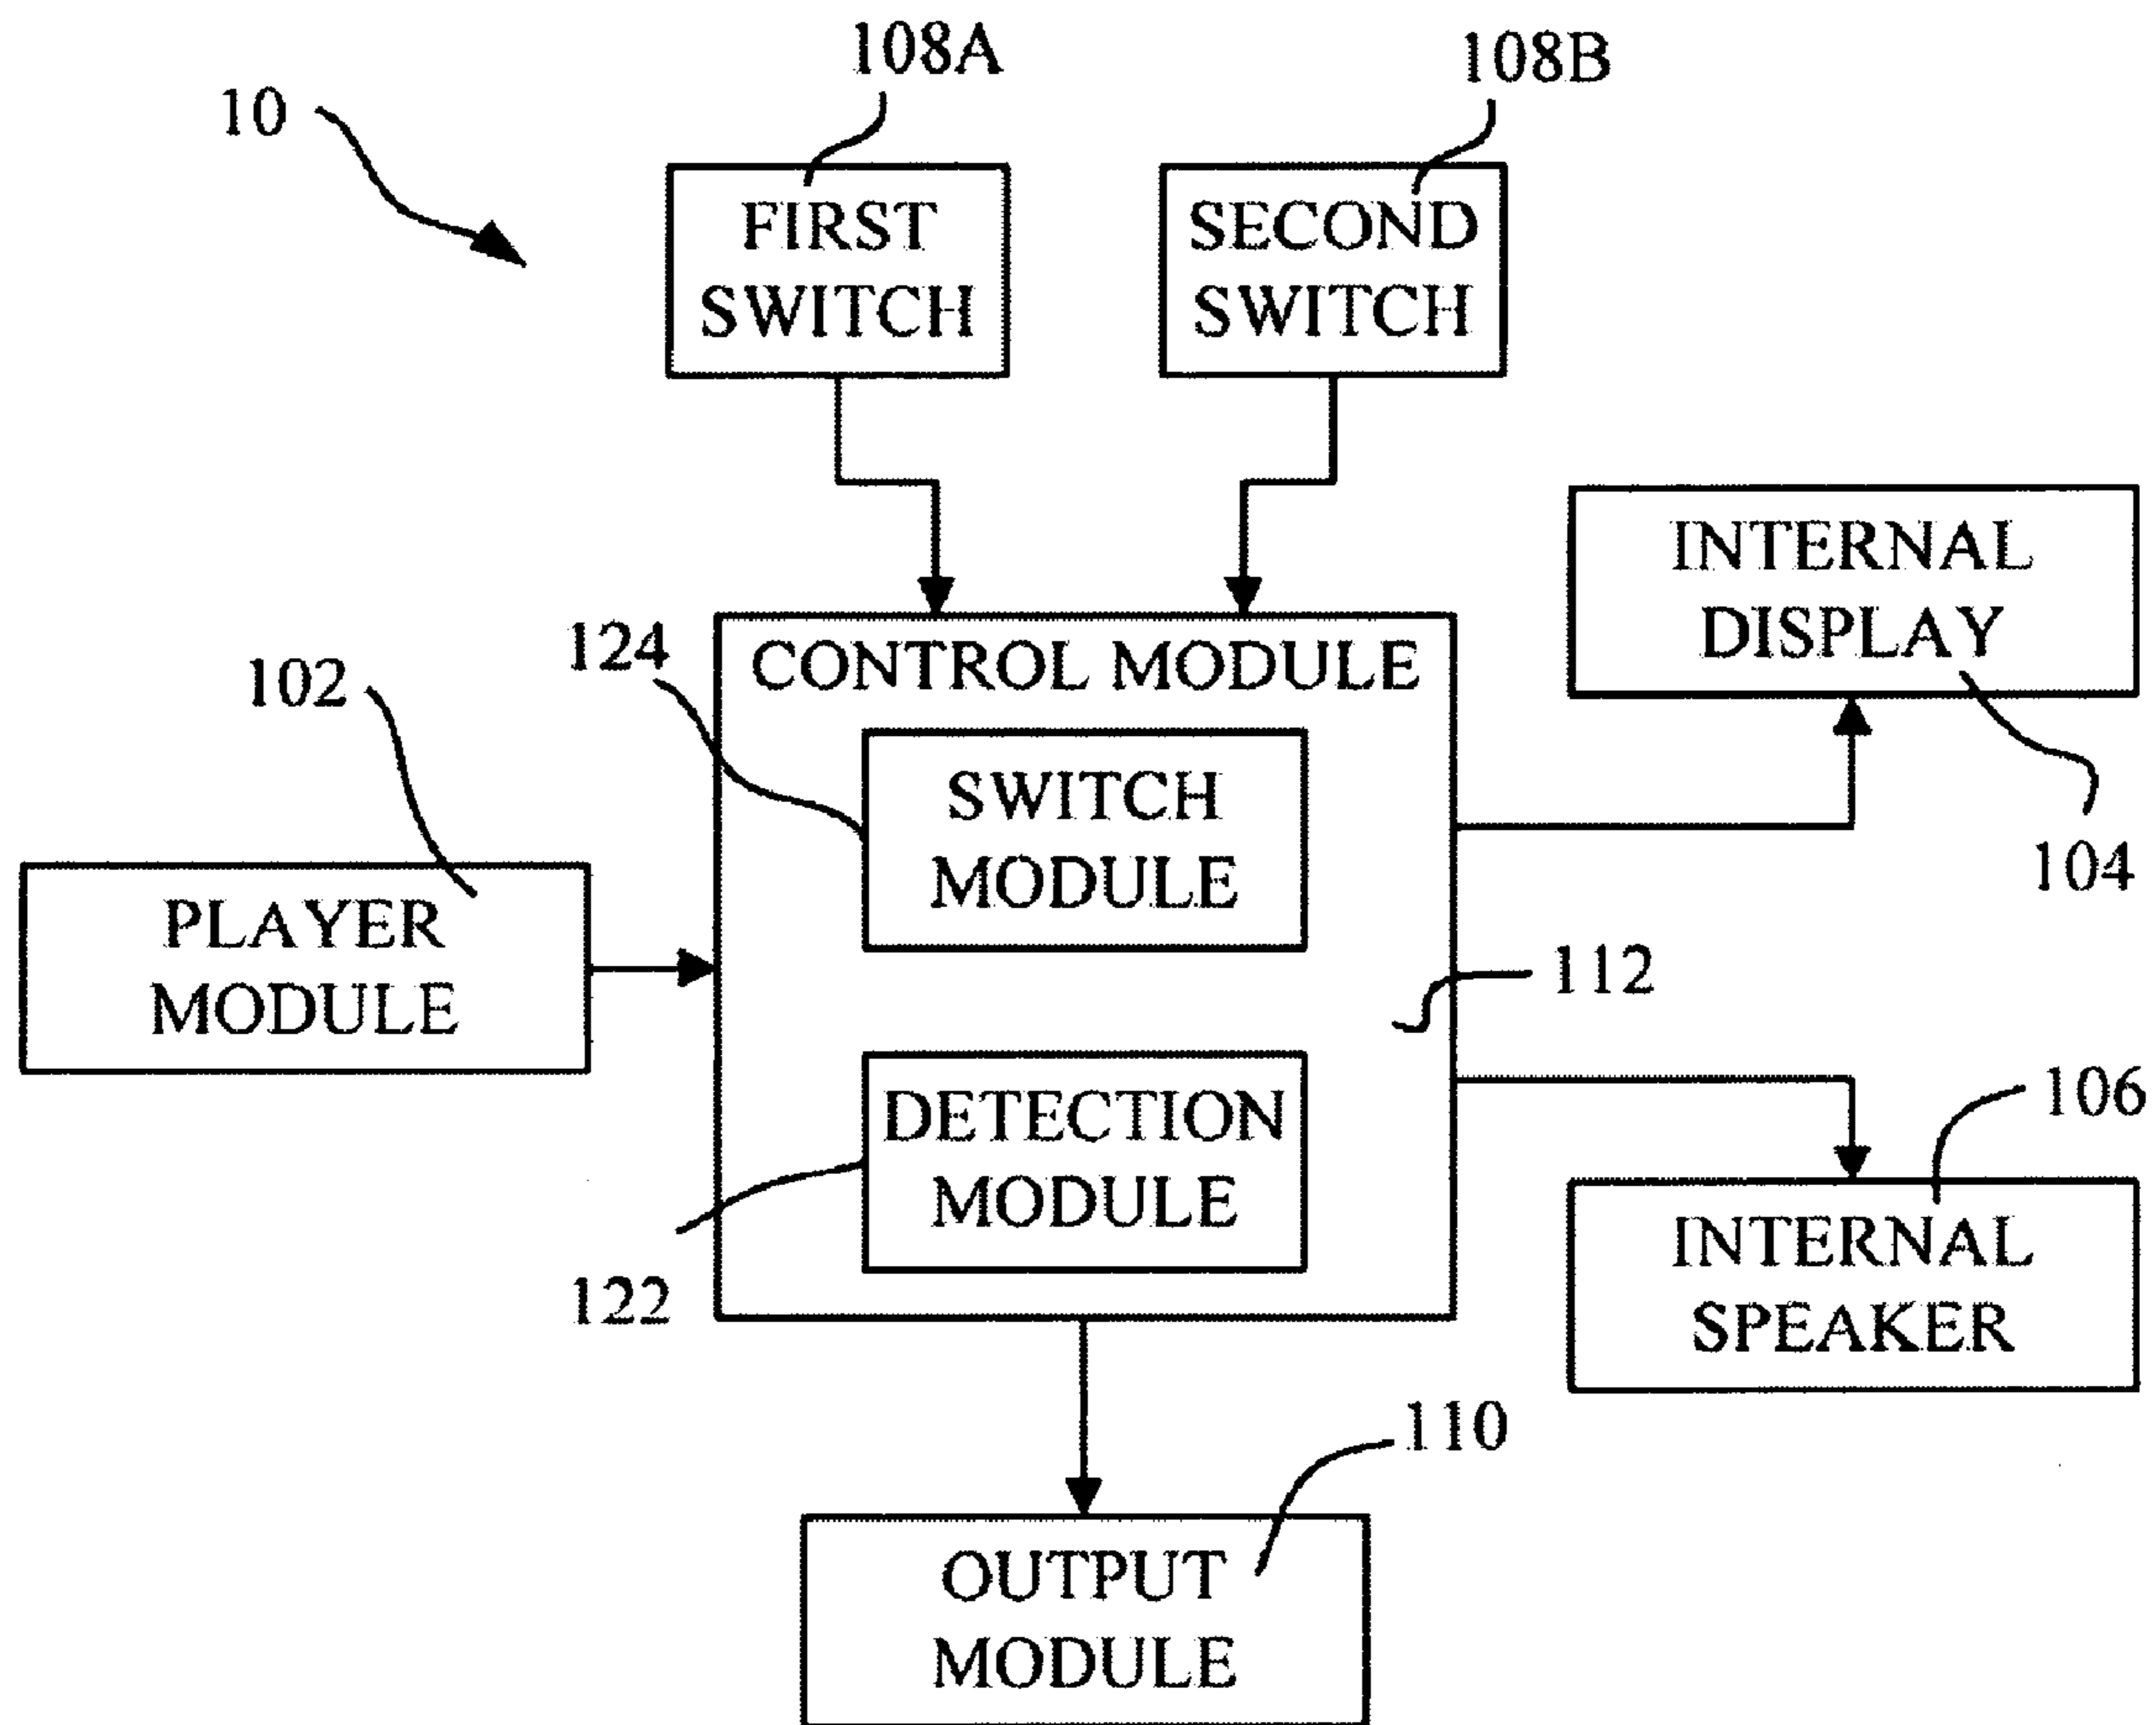 108A
108B
10
FIRST
SWITCH
SECOND
SWITCH
INTERNAL
DISPLAY
104
124
CONTROL MODULE
102
SWITCH
MODULE
PLAYER
MODULE
112
DETECTION
MODULE
122
106
INTERNAL
SPEAKER
110
OUTPUT
MODULE